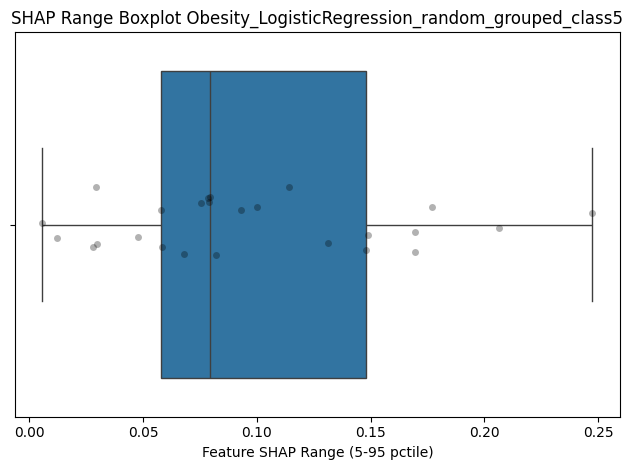 SHAP Range Boxplot Obesity_LogisticRegression_random_grouped_class5
0.00 0.05 0.10 0.15 0.20 0.25
Feature SHAP Range (5-95 pctile)